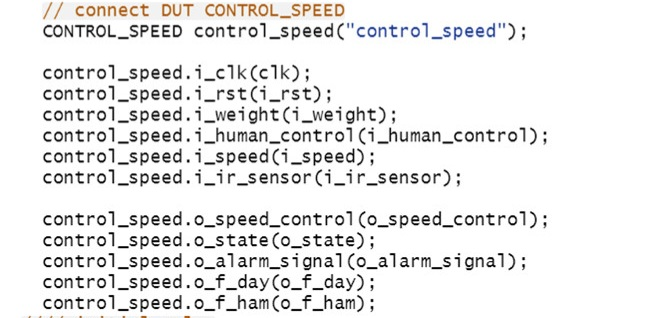 // connect DUT CONTROL_SPEED
CONTROL_SPEED control_speed("control_speed");
control_speed.i_clk(clk);
control_speed.i_rst(i_rst);
control_speed.i_weight(i_weight);
control_speed.i_human_control(i_human_control);
control_speed.i_speed(i_speed);
control_speed.i_ir_sensor(i_ir_sensor);
control_speed.o_speed_control(o_speed_control);
control_speed.o_state(o_state);
control_speed.o_alarm_signal(o_alarm_signal);
control_speed.o_f_day(o_f_day);
control_speed.o_f_ham(o_f_ham);